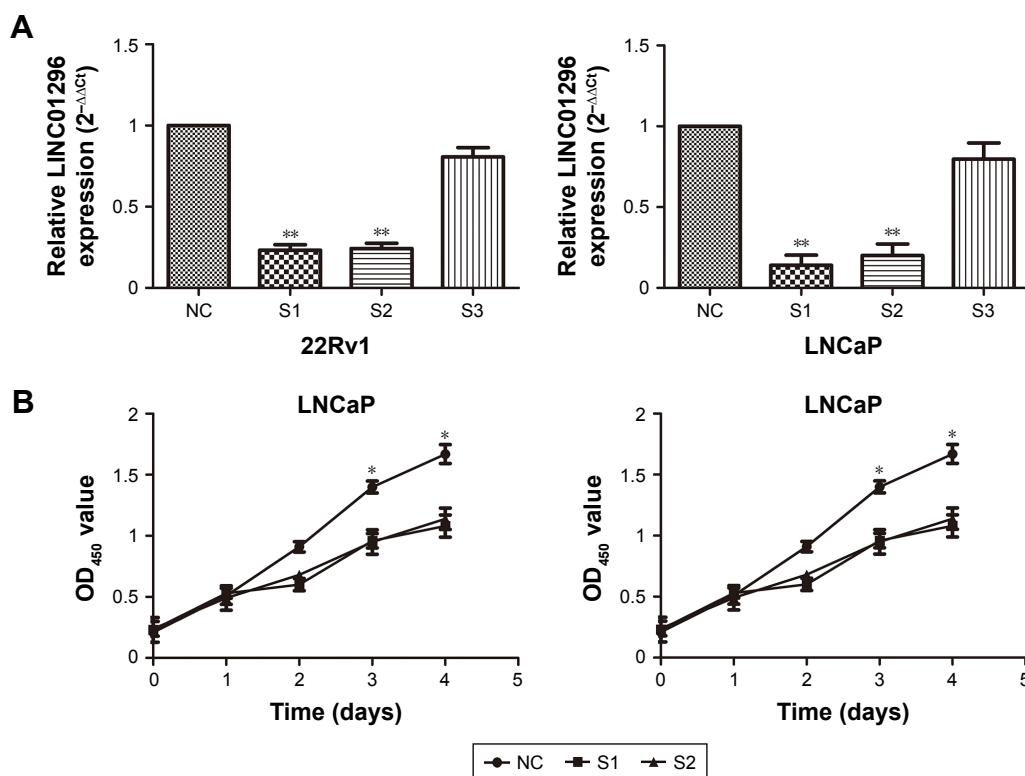 A
Relative LINC01296
expression (2⁻ΔΔCt)
1.5
1
0.5
0
**
**
NC
S1
S2
S3
22Rv1
Relative LINC01296
expression (2⁻ΔΔCt)
1.5
1
0.5
0
**
**
NC
S1
S2
S3
LNCaP
B
LNCaP
OD₄₅₀ value
2
1.5
1
0.5
0
*
*
0
1
2
3
4
5
Time (days)
LNCaP
OD₄₅₀ value
2
1.5
1
0.5
0
*
*
0
1
2
3
4
5
Time (days)
NC
S1
S2